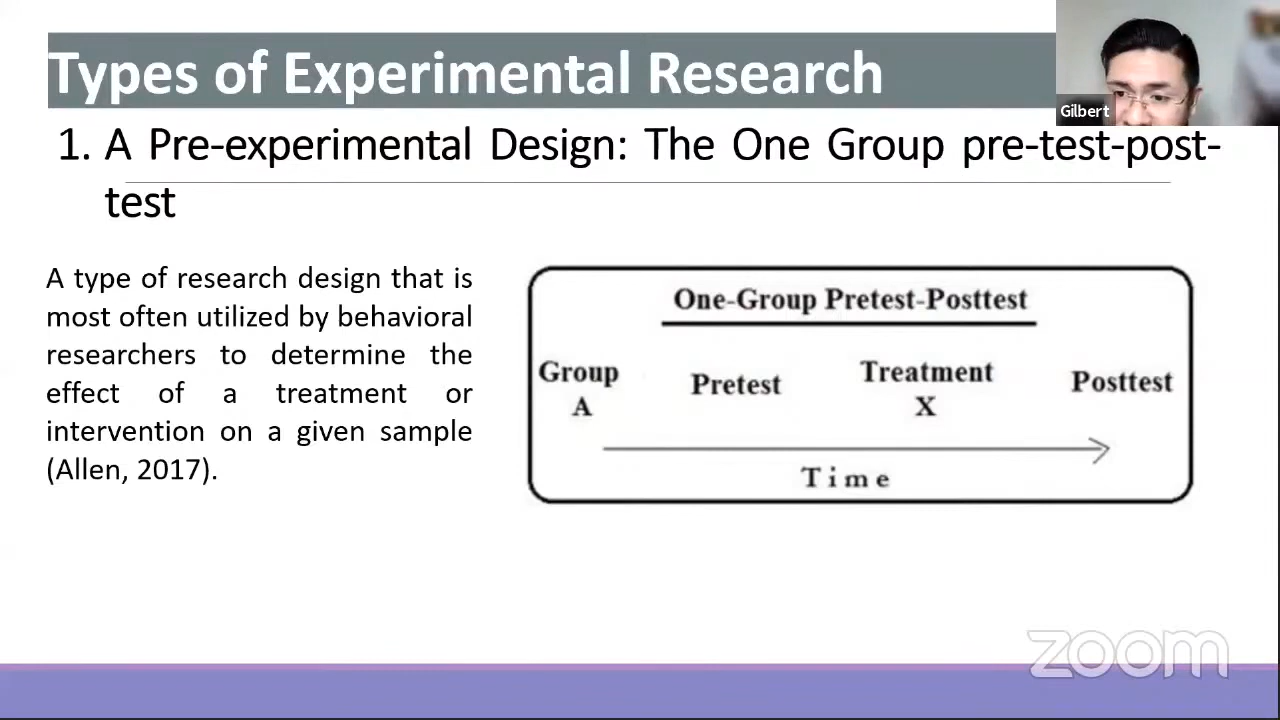 Types of Experimental Research
Gilbert
1. A Pre-experimental Design: The One Group pre-test-post-
test
A type of research design that is
most often utilized by behavioral
researchers to determine the
effect of a treatment or
intervention on a given sample
(Allen, 2017).
One-Group Pretest-Posttest
Group
A
Pretest
Treatment
X
Posttest
Time
zoom